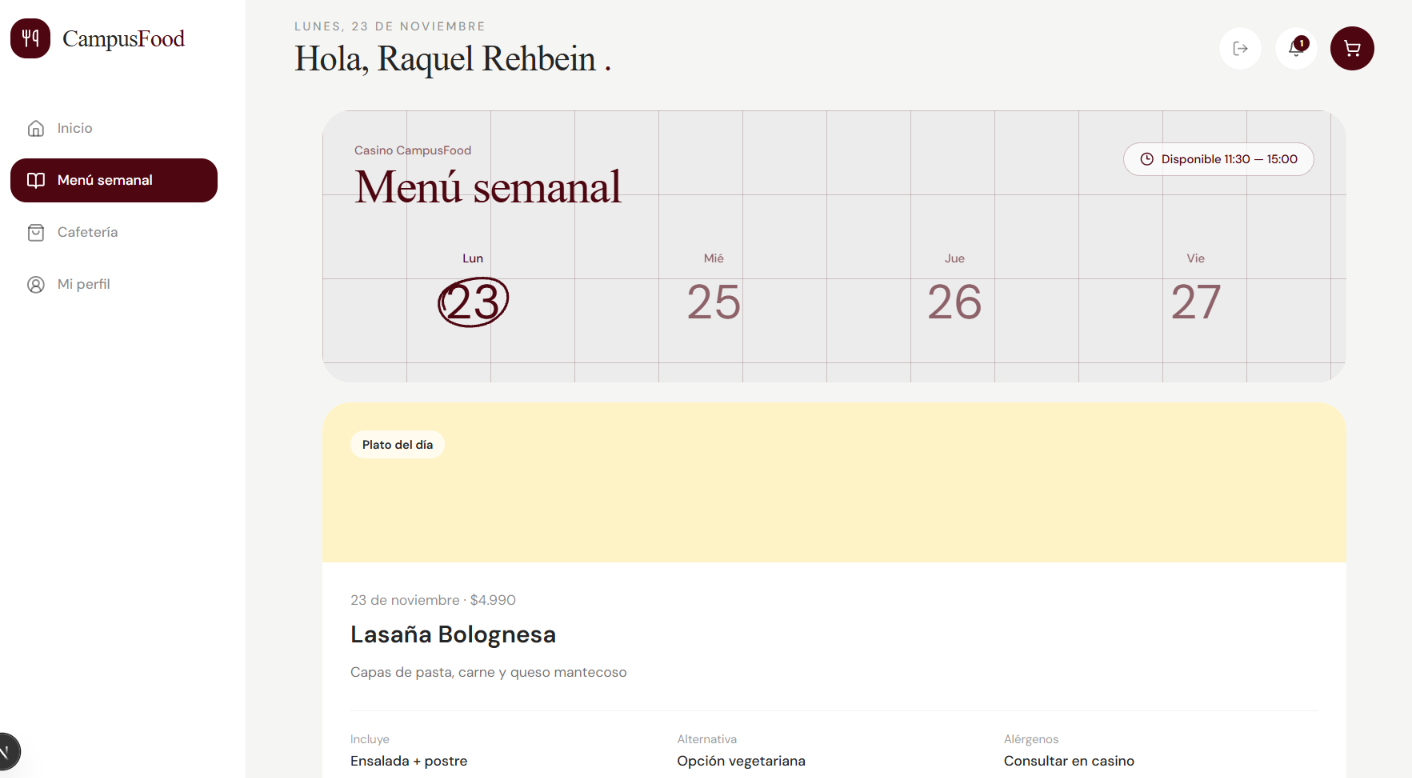 CampusFood
Inicio
Menú semanal
Cafetería
Mi perfil
LUNES, 23 DE NOVIEMBRE
Hola, Raquel Rehbein .
1
Casino CampusFood
Menú semanal
Disponible 11:30 — 15:00
Lun Mié Jue Vie
23 25 26 27
Plato del día
23 de noviembre · $4.990
Lasaña Bolognesa
Capas de pasta, carne y queso mantecoso
Incluye Alternativa Alérgenos
Ensalada + postre Opción vegetariana Consultar en casino